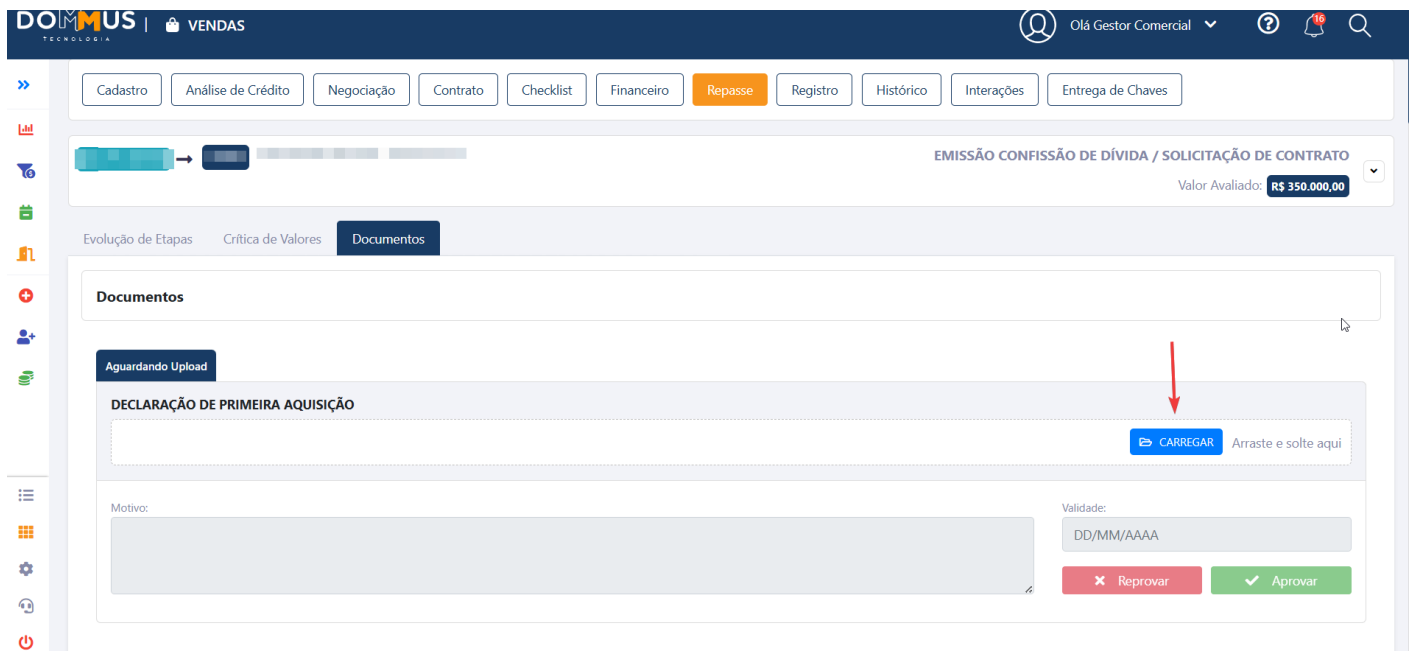 DOMMUS | VENDAS
TECNOLOGIA
Olá Gestor Comercial
16
Cadastro
Análise de Crédito
Negociação
Contrato
Checklist
Financeiro
Repasse
Registro
Histórico
Interações
Entrega de Chaves
EMISSÃO CONFISSÃO DE DÍVIDA / SOLICITAÇÃO DE CONTRATO
Valor Avaliado: R$ 350.000,00
Evolução de Etapas
Crítica de Valores
Documentos
Documentos
Aguardando Upload
DECLARAÇÃO DE PRIMEIRA AQUISIÇÃO
CARREGAR
Arraste e solte aqui
Motivo:
Validade:
DD/MM/AAAA
Reprovar
Aprovar